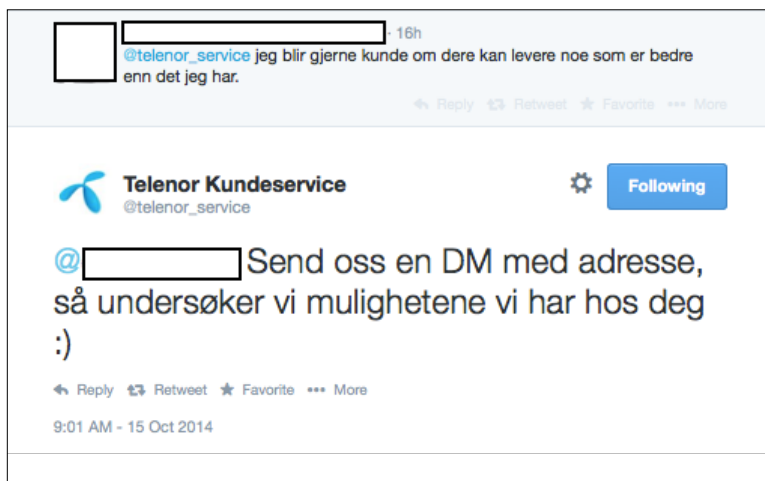 · 16h
@telenor_service jeg blir gjerne kunde om dere kan levere noe som er bedre
enn det jeg har.
Reply Retweet Favorite ••• More
Telenor Kundeservice
@telenor_service
Following
@ Send oss en DM med adresse,
så undersøker vi mulighetene vi har hos deg
:)
Reply Retweet Favorite ••• More
9:01 AM - 15 Oct 2014